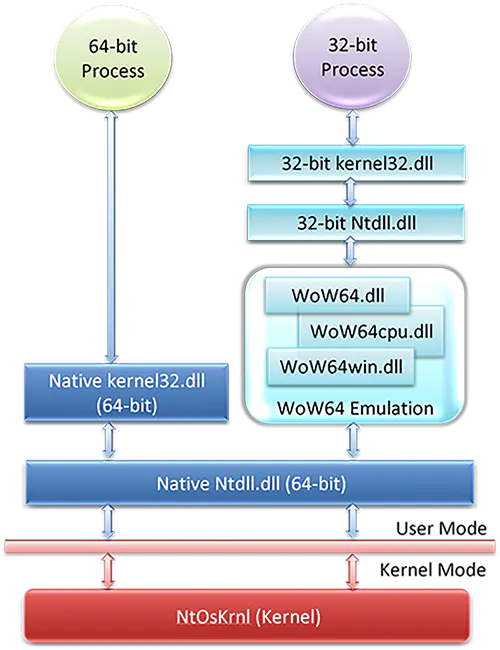 64-bit
Process
32-bit
Process
32-bit kernel32.dll
32-bit Ntdll.dll
WoW64.dll
WoW64cpu.dll
WoW64win.dll
WoW64 Emulation
Native kernel32.dll
(64-bit)
Native Ntdll.dll (64-bit)
User Mode
Kernel Mode
NtOsKrnl (Kernel)